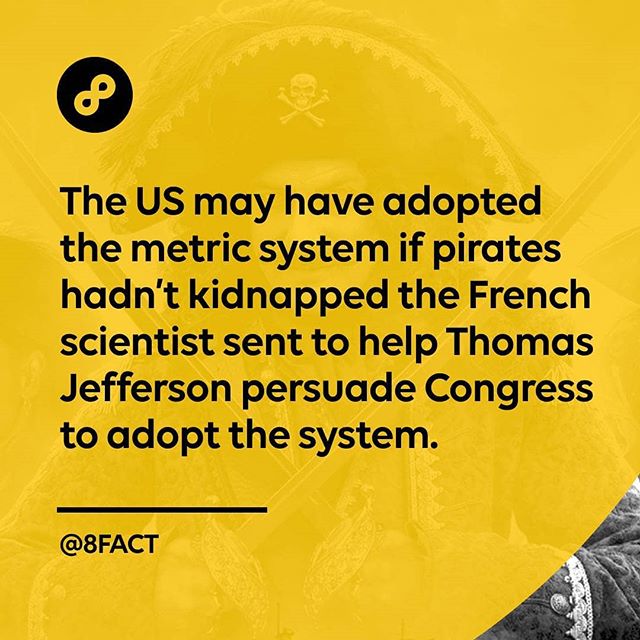 The US may have adopted
the metric system if pirates
hadn't kidnapped the French
scientist sent to help Thomas
Jefferson persuade Congress
to adopt the system.
@8FACT